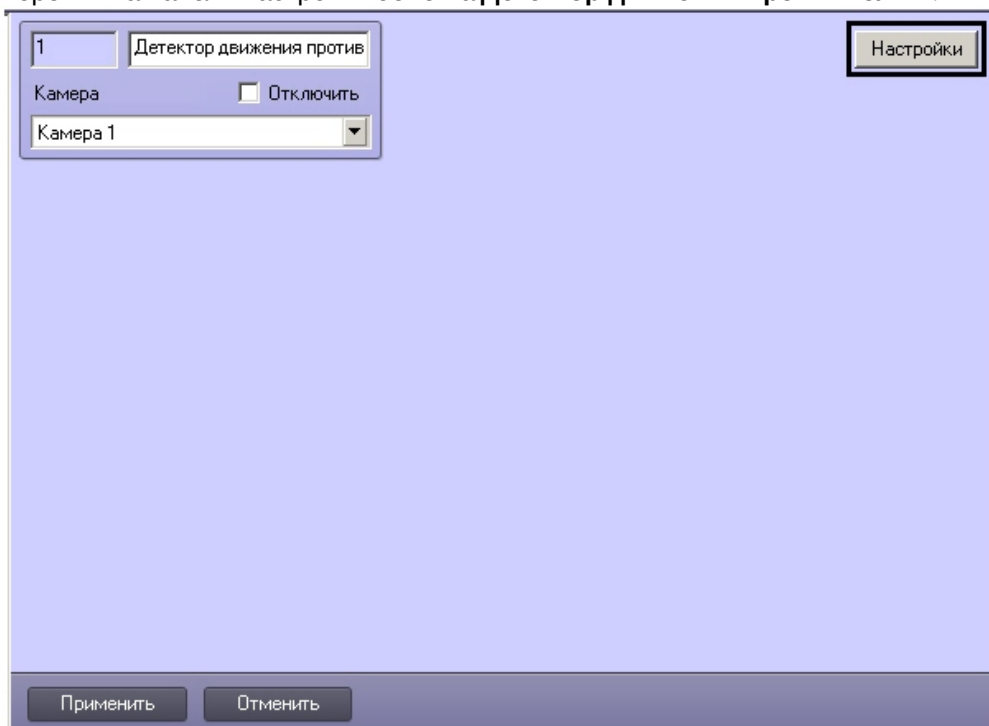 1 Детектор движения против
Настройки
Камера Отключить
Камера 1
Применить Отменить